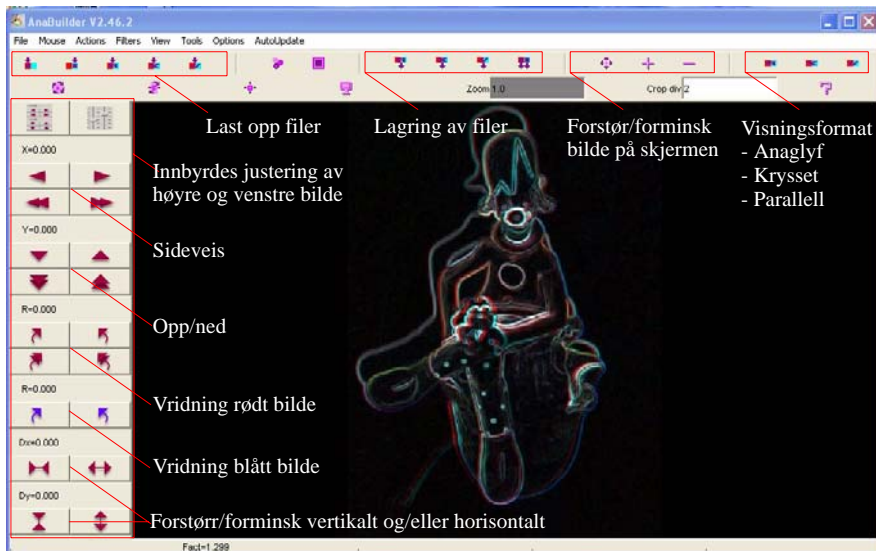 AnaBuilder V2.46.2
File Mouse Actions Filters View Tools Options AutoUpdate
Zoom 1.0 Crop div 2
Last opp filer
Lagring av filer
Forstør/forminsk
bilde på skjermen
Visningsformat
- Anaglyf
- Krysset
- Parallell
X=0.000
Innbyrdes justering av
høyre og venstre bilde
Y=0.000
Sideveis
Opp/ned
R=0.000
Vridning rødt bilde
R=0.000
Vridning blått bilde
Dx=0.000
Dy=0.000
Forstørr/forminsk vertikalt og/eller horisontalt
Fact=1.299